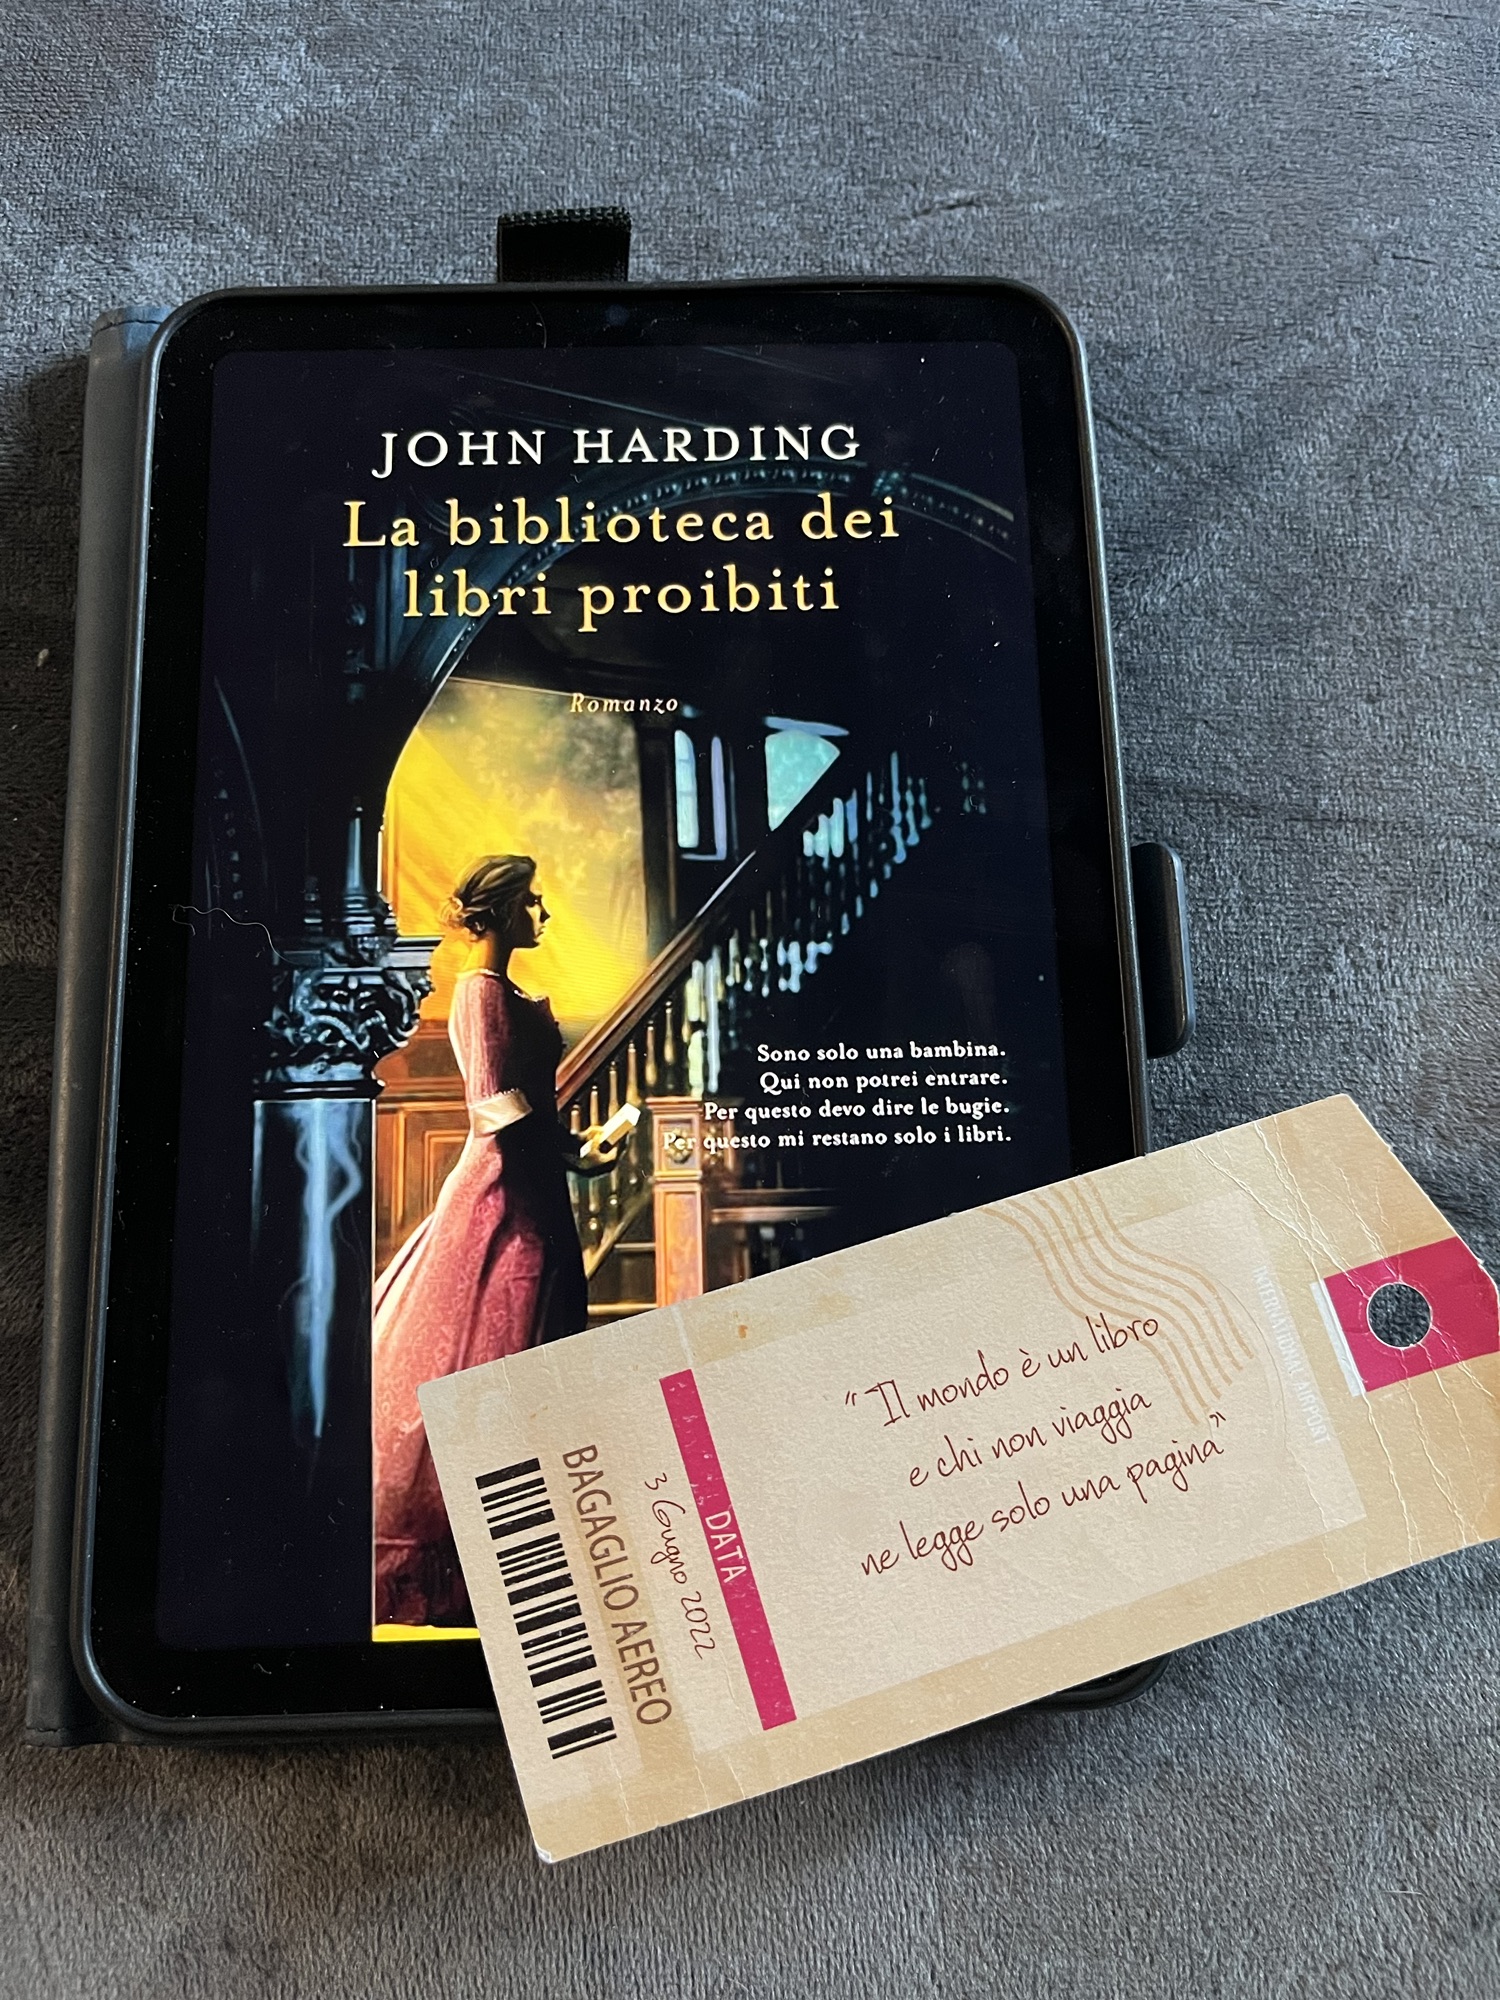 JOHN HARDING
La biblioteca dei
libri proibiti
Romanzo
Sono solo una bambina.
Qui non potrei entrare.
Per questo devo dire le bugie.
Per questo mi restano solo i libri.
"Il mondo è un libro
e chi non viaggia
ne legge solo una pagina"
INTERNATIONAL AIRPORT
DATA
3 Giugno 2022
BAGAGLIO AEREO